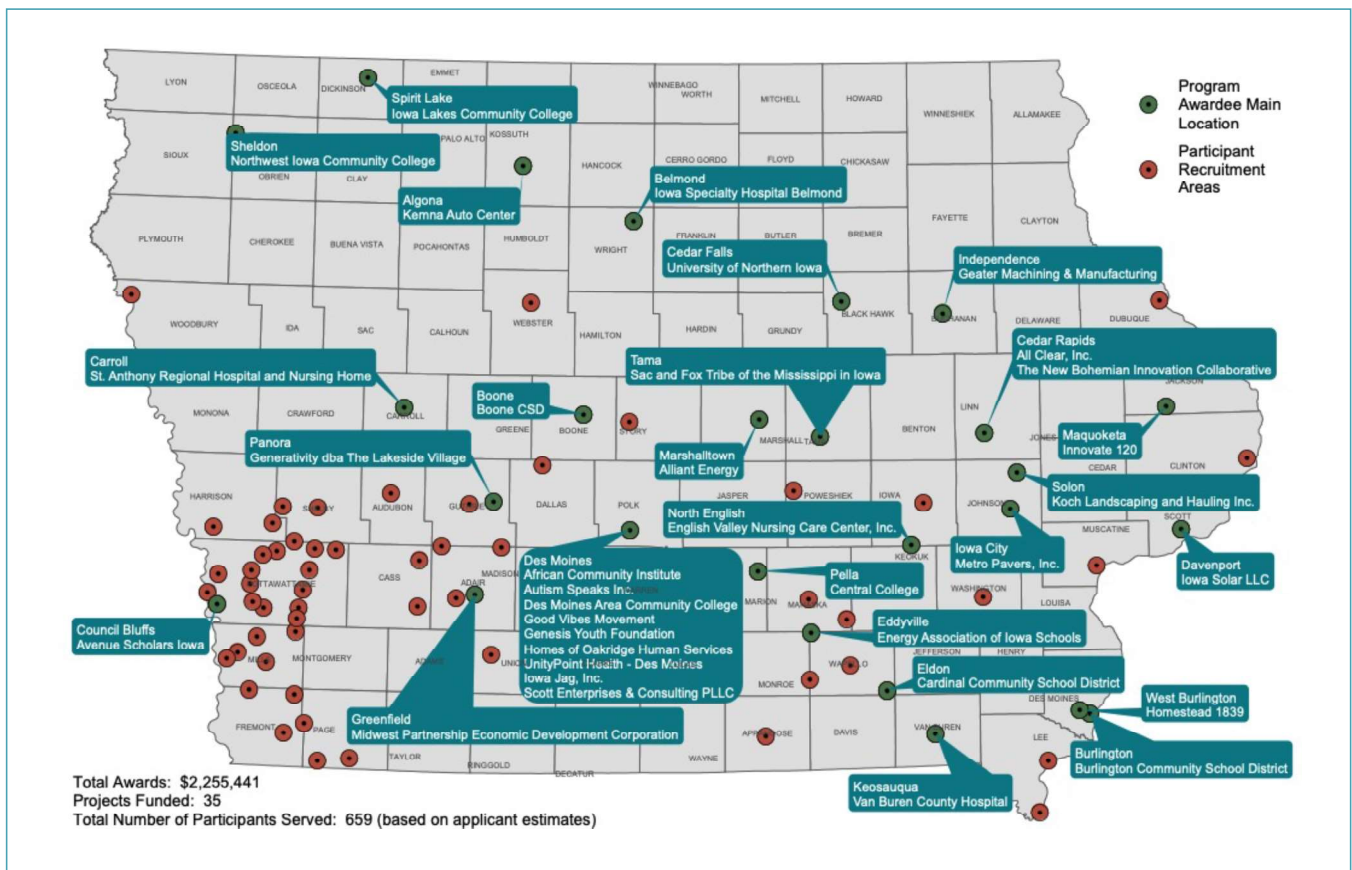 LYON
OSCEOLA
DICKINSON
EMMET
WINNEBAGO
WORTH
MITCHELL
HOWARD
WINNESHIEK
ALLAMAKEE
Program
Awardee Main
Location
Participant
Recruitment
Areas
Spirit Lake
Iowa Lakes Community College
Sheldon
Northwest Iowa Community College
SIOUX
OBRIEN
CLAY
PALO ALTO
KOSSUTH
HANCOCK
CERRO GORDO
FLOYD
CHICKASAW
Algona
Kemna Auto Center
Belmond
Iowa Specialty Hospital Belmond
FAYETTE
CLAYTON
PLYMOUTH
CHEROKEE
BUENA VISTA
POCAHONTAS
HUMBOLDT
WRIGHT
FRANKLIN
BUTLER
BREMER
Cedar Falls
University of Northern Iowa
Independence
Geater Machining & Manufacturing
WOODBURY
IDA
SAC
CALHOUN
WEBSTER
HAMILTON
HARDIN
GRUNDY
BLACK HAWK
DELAWARE
DUBUQUE
Carroll
St. Anthony Regional Hospital and Nursing Home
Tama
Sac and Fox Tribe of the Mississippi in Iowa
Cedar Rapids
All Clear, Inc.
The New Bohemian Innovation Collaborative
JACKSON
MONONA
CRAWFORD
CARROLL
GREENE
BOONE
STORY
MARSHALL
BENTON
LINN
JONES
Boone
Boone CSD
Marshalltown
Alliant Energy
Maquoketa
Innovate 120
Panora
Generativity dba The Lakeside Village
CEDAR
CLINTON
Solon
Koch Landscaping and Hauling Inc.
HARRISON
AUDUBON
DALLAS
POLK
JASPER
POWESHIEK
IOWA
JOHNSON
MUSCATINE
SCOTT
North English
English Valley Nursing Care Center, Inc.
Iowa City
Metro Pavers, Inc.
Davenport
Iowa Solar LLC
CASS
ADAIR
MADISON
MARION
KEOKUK
WASHINGTON
LOUISA
Des Moines
African Community Institute
Autism Speaks Inc.
Des Moines Area Community College
Good Vibes Movement
Genesis Youth Foundation
Homes of Oakridge Human Services
UnityPoint Health - Des Moines
Iowa Jag, Inc.
Scott Enterprises & Consulting PLLC
Pella
Central College
Council Bluffs
Avenue Scholars Iowa
Eddyville
Energy Association of Iowa Schools
MONTGOMERY
UNION
MONROE
WAPELLO
JEFFERSON
HENRY
DES MOINES
Eldon
Cardinal Community School District
West Burlington
Homestead 1839
Greenfield
Midwest Partnership Economic Development Corporation
FREMONT
PAGE
TAYLOR
RINGGOLD
DECATUR
WAYNE
DAVIS
VAN BUREN
LEE
Burlington
Burlington Community School District
Keosauqua
Van Buren County Hospital
Total Awards: $2,255,441
Projects Funded: 35
Total Number of Participants Served: 659 (based on applicant estimates)